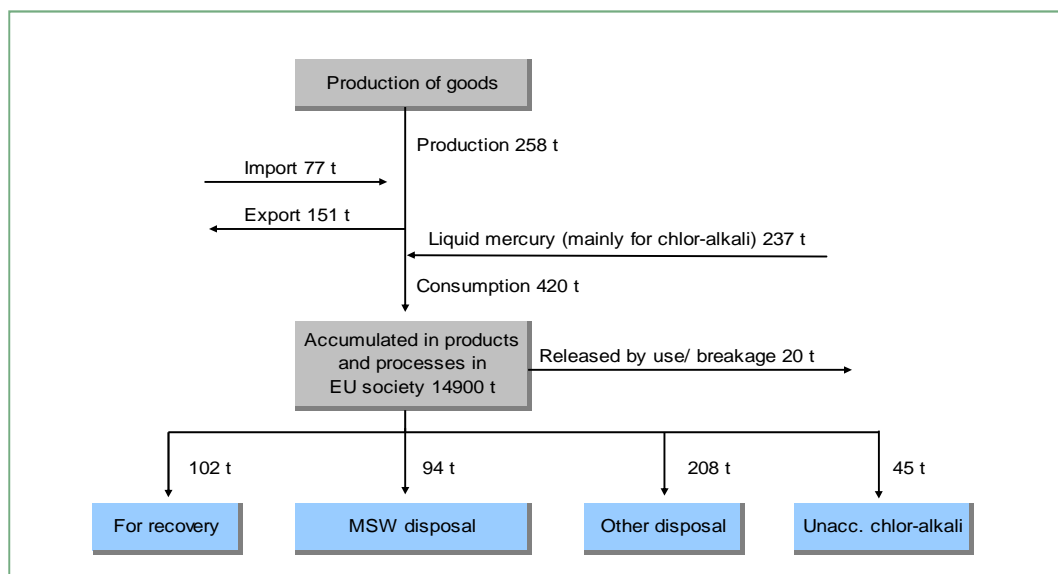 Production of goods
Production 258 t
Import 77 t
Export 151 t
Liquid mercury (mainly for chlor-alkali) 237 t
Consumption 420 t
Accumulated in products
and processes in
EU society 14900 t
Released by use/ breakage 20 t
102 t
94 t
208 t
45 t
For recovery
MSW disposal
Other disposal
Unacc. chlor-alkali